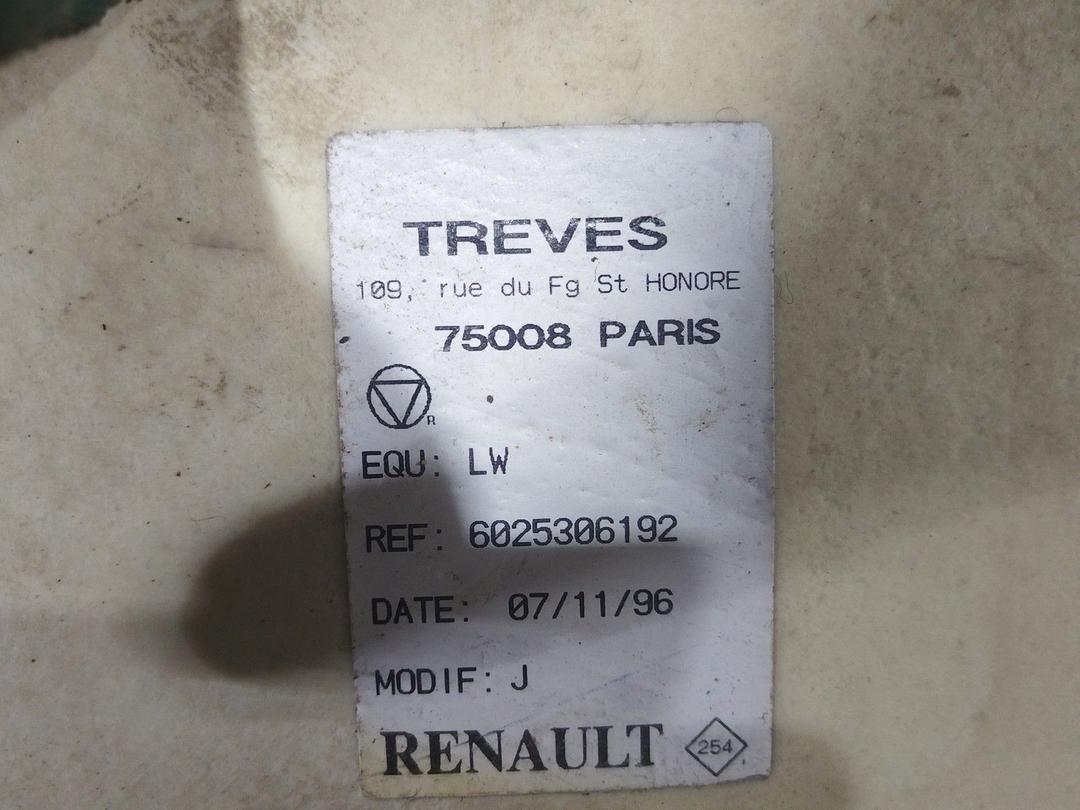 TREVES
109, rue du Fg St HONORE
75008 PARIS
R
EQU: LW
REF: 6025306192
DATE: 07/11/96
MODIF: J
RENAULT 254